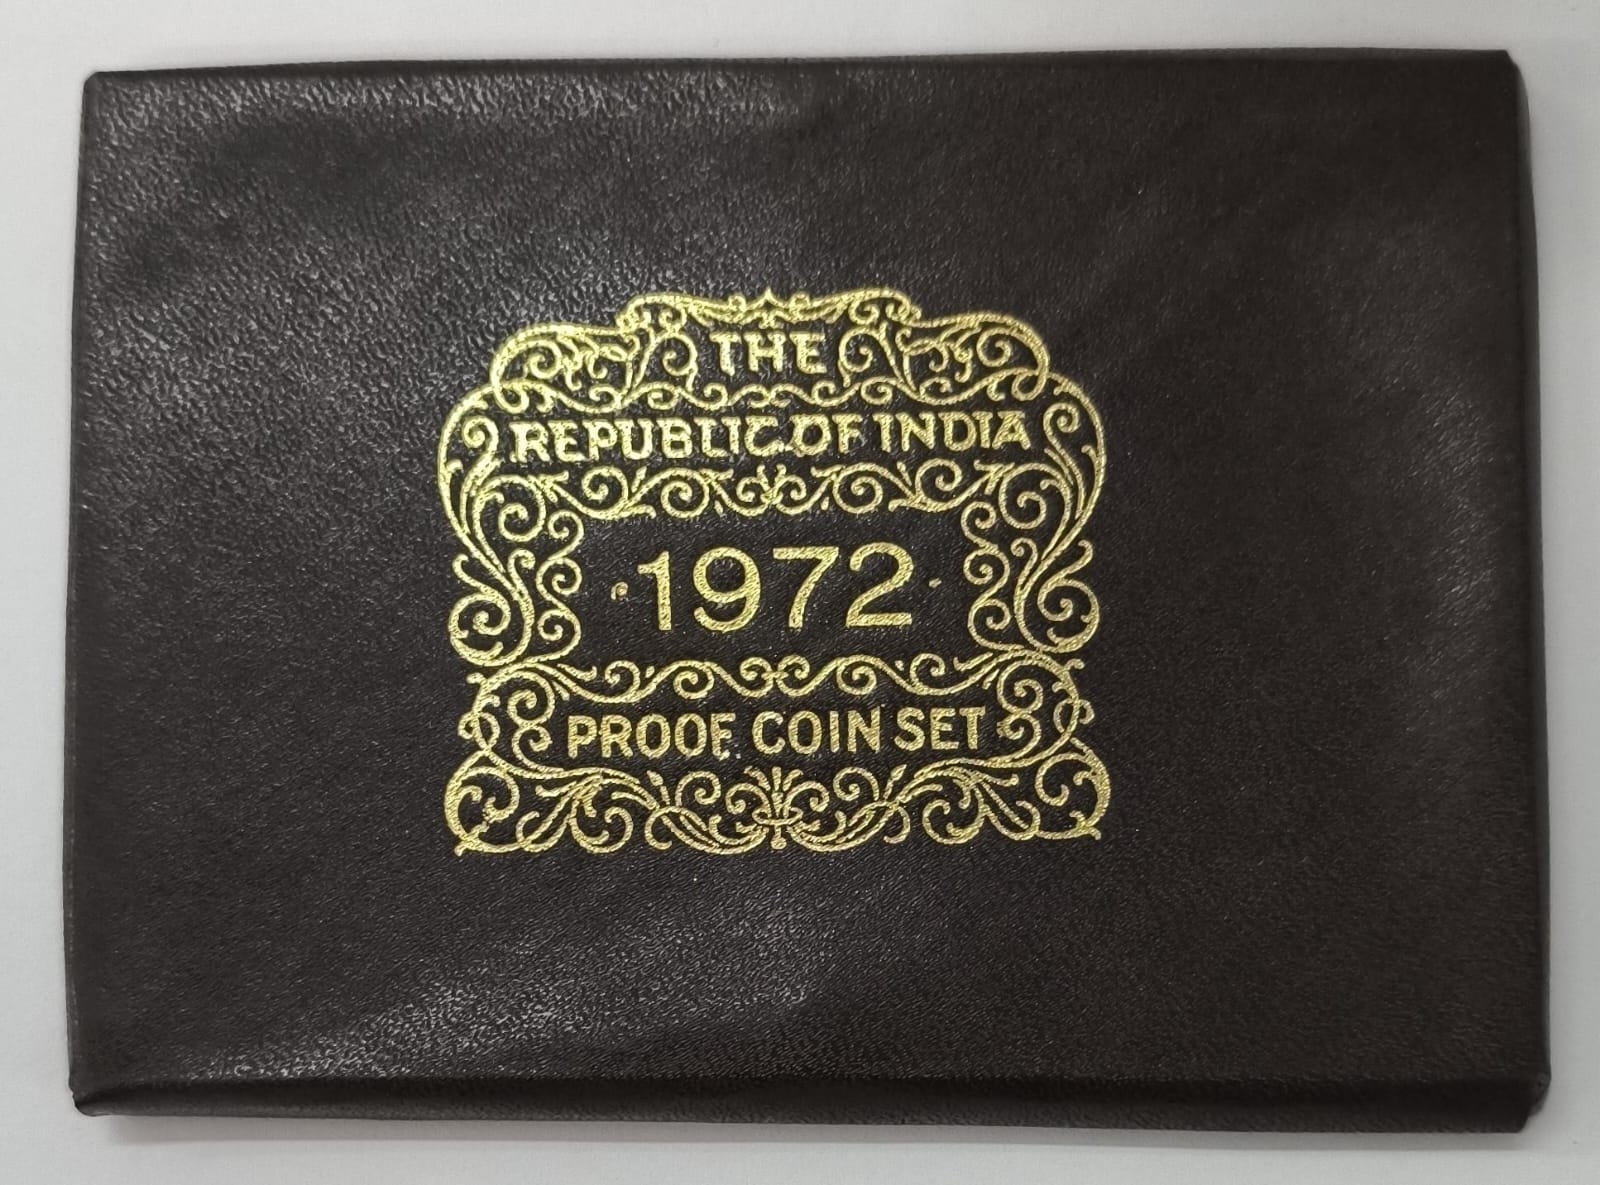 THE
REPUBLIC OF INDIA
1972
PROOF COIN SET